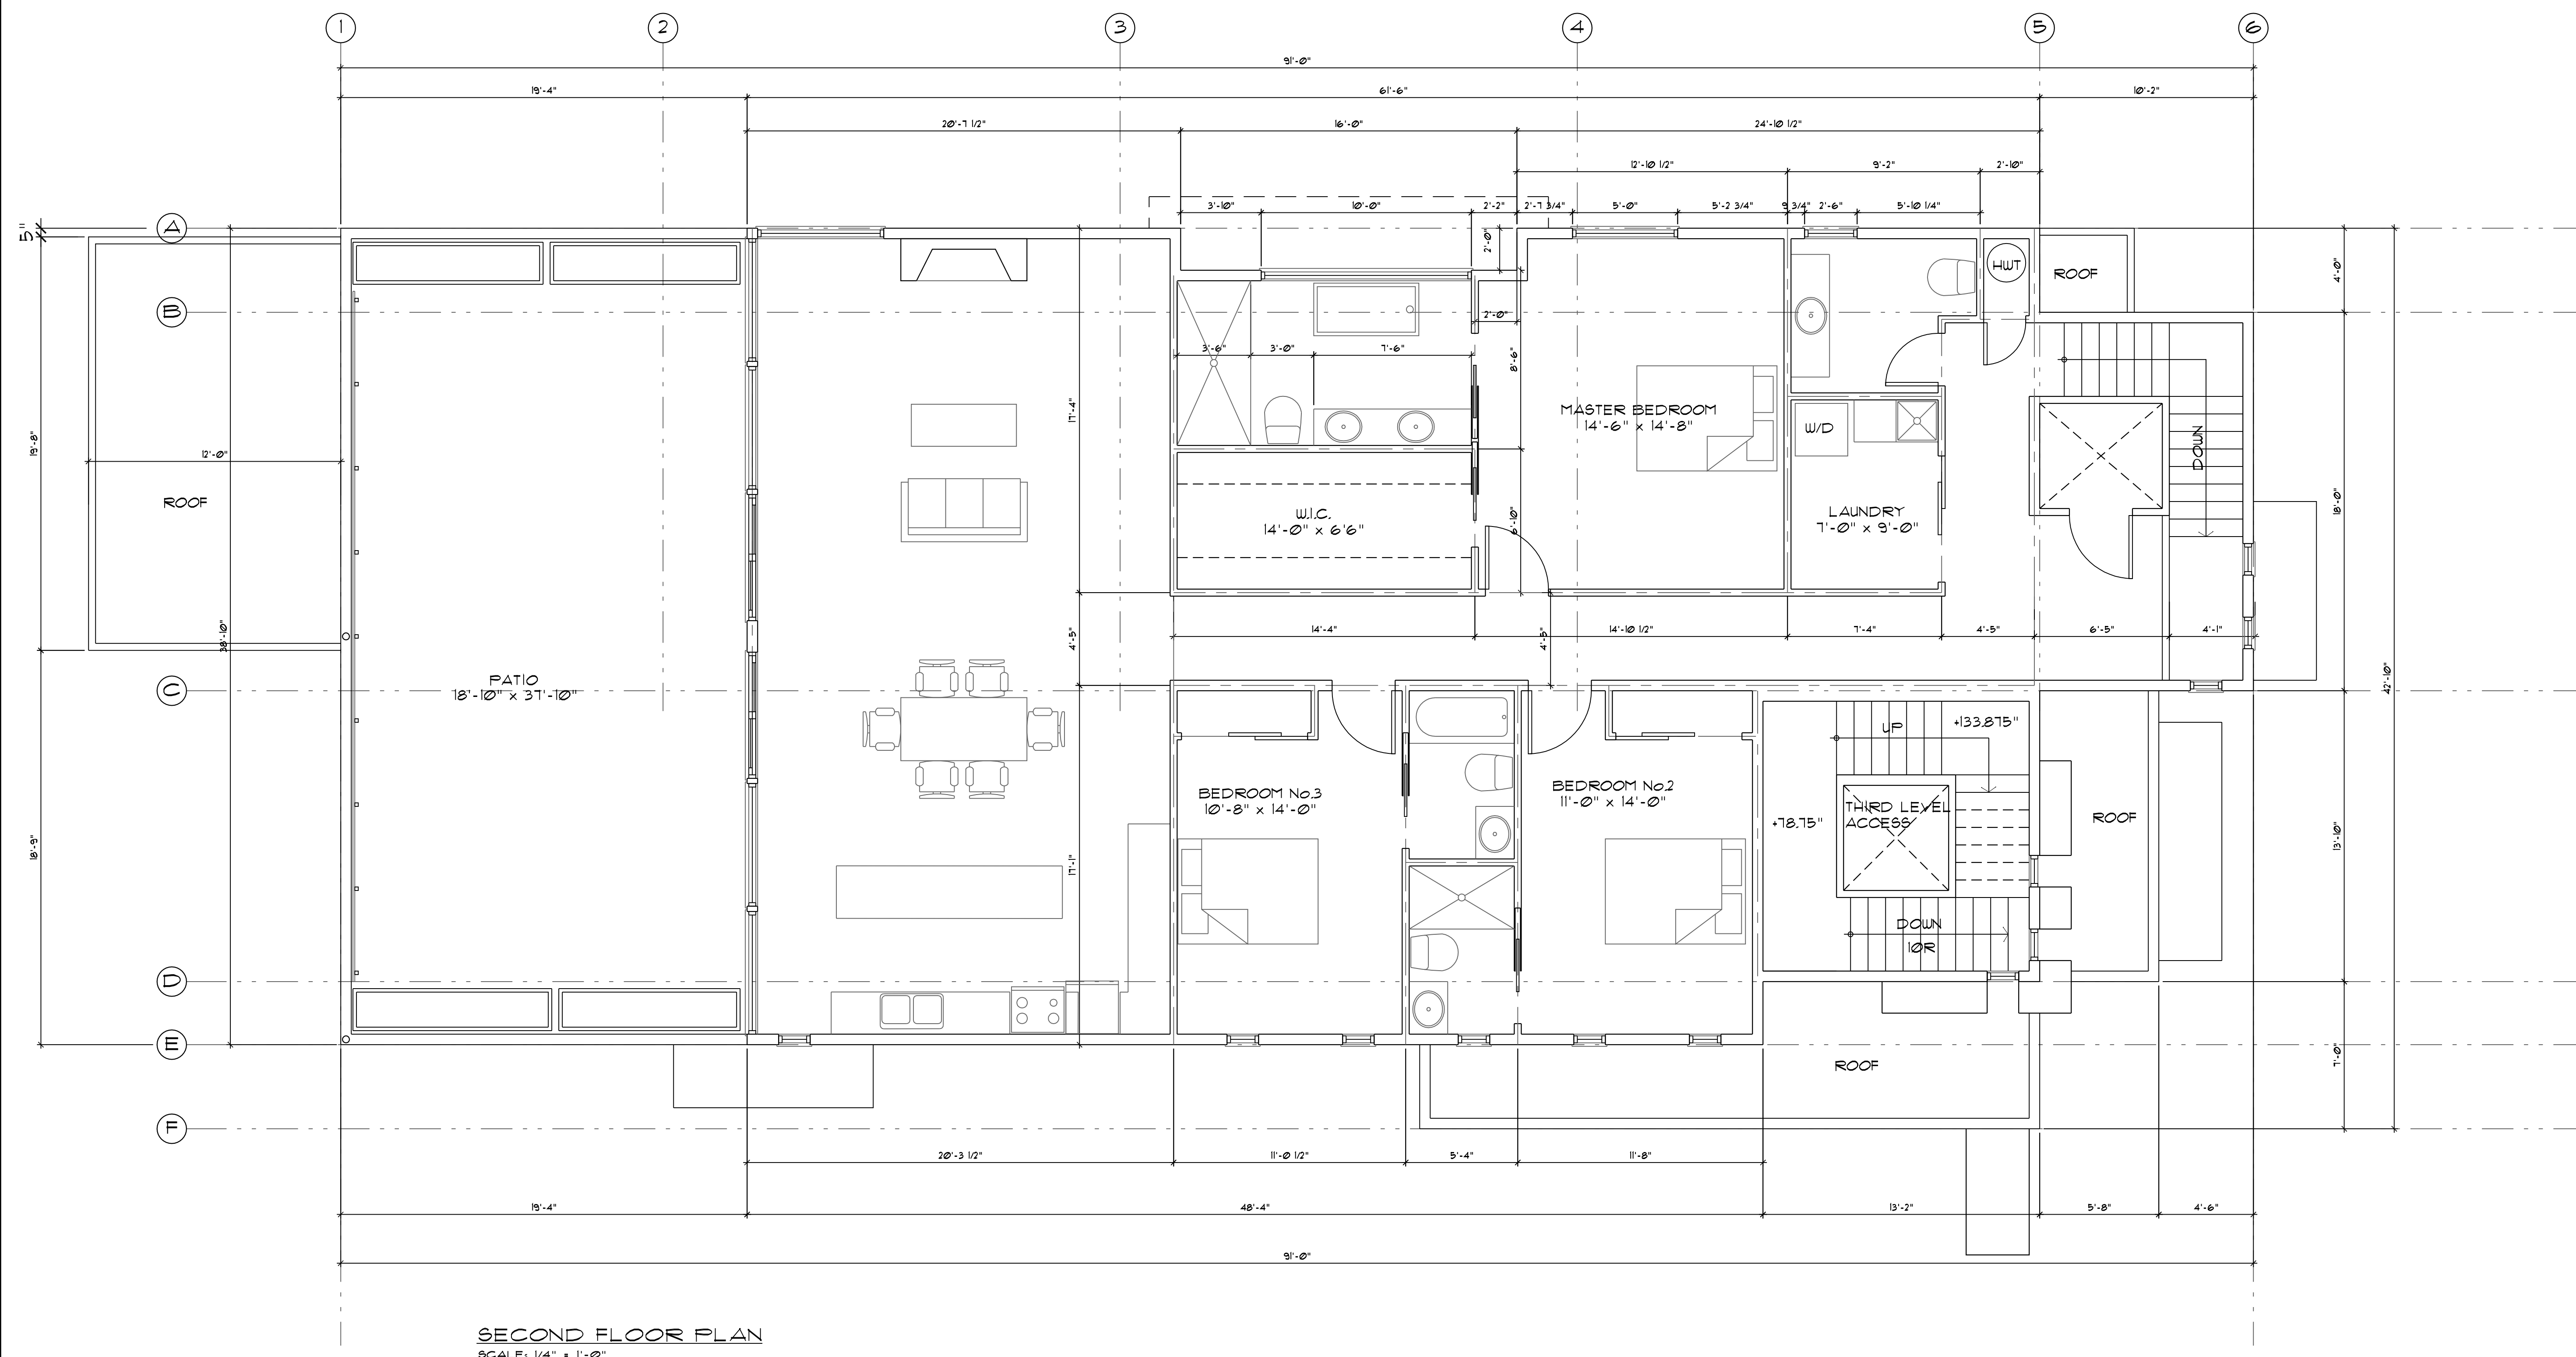 1 2 3 4 5 6
91'-0"
19'-4" 61'-6" 10'-2"
20'-7 1/2" 16'-0" 24'-10 1/2"
12'-10 1/2" 9'-2" 2'-10"
3'-10" 10'-0" 2'-2" 2'-7 3/4" 5'-0" 5'-2 3/4" 9 3/4" 2'-6" 5'-10 1/4"
5"
A
2'-0"
HWT
ROOF
4'-0"
B
2'-0"
3'-6" 3'-0" 7'-6"
8'-6"
17'-4"
MASTER BEDROOM
14'-6" x 14'-8"
W/D
DOWN
19'-8"
12'-0"
ROOF
W.I.C.
14'-0" x 6'6"
6'-10"
LAUNDRY
7'-0" x 9'-0"
18'-0"
38'-10"
4'-5"
14'-4" 14'-10 1/2" 7'-4" 4'-5" 6'-5" 4'-1"
4'-5"
42'-10"
C
PATIO
18'-10" x 37'-10"
UP
+133.875"
BEDROOM No.3
10'-8" x 14'-0"
BEDROOM No.2
11'-0" x 14'-0"
THIRD LEVEL
ACCESS
+78.75"
ROOF
13'-10"
18'-9"
17'-1"
DOWN
10R
D
E
ROOF
7'-0"
F
20'-3 1/2" 11'-0 1/2" 5'-4" 11'-8"
19'-4" 48'-4" 13'-2" 5'-8" 4'-6"
91'-0"
SECOND FLOOR PLAN
SCALE: 1/4" = 1'-0"